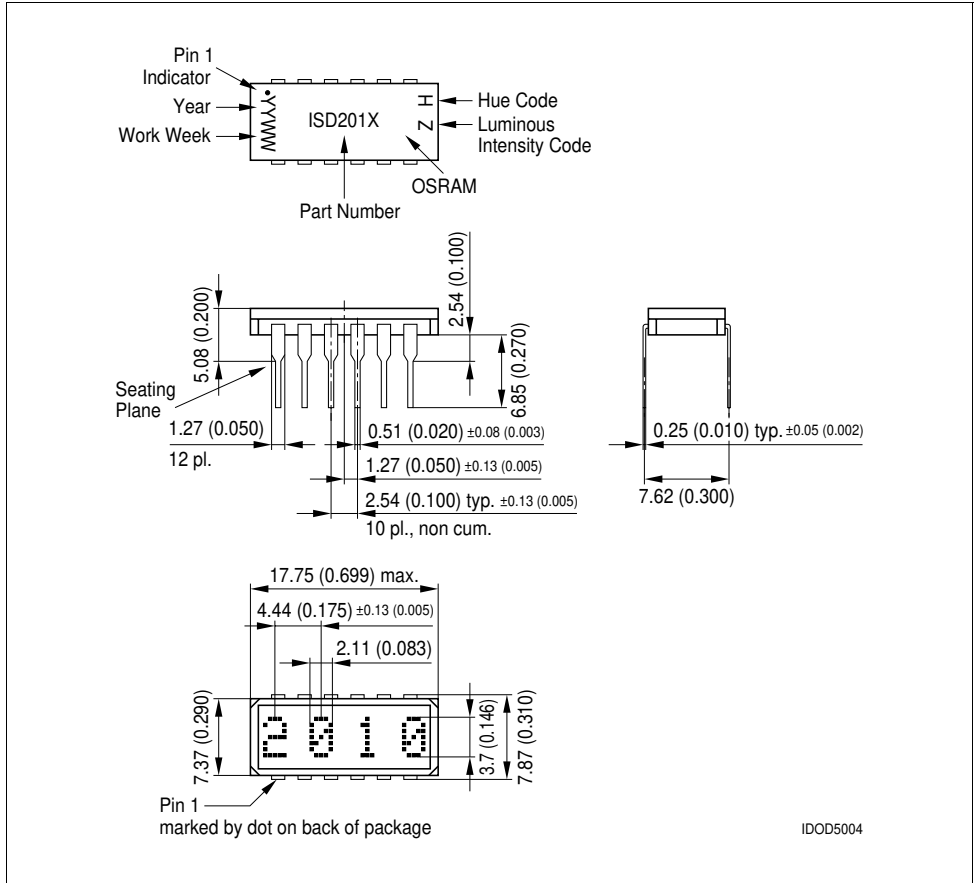 Pin 1
Indicator
Year
Work Week
YYWW
ISD201X
H
Z
Hue Code
Luminous
Intensity Code
OSRAM
Part Number
5.08 (0.200)
2.54 (0.100)
6.85 (0.270)
Seating
Plane
1.27 (0.050)
12 pl.
0.51 (0.020) ±0.08 (0.003)
1.27 (0.050) ±0.13 (0.005)
2.54 (0.100) typ. ±0.13 (0.005)
10 pl., non cum.
0.25 (0.010) typ. ±0.05 (0.002)
7.62 (0.300)
17.75 (0.699) max.
4.44 (0.175) ±0.13 (0.005)
2.11 (0.083)
7.37 (0.290)
2010
3.7 (0.146)
7.87 (0.310)
Pin 1
marked by dot on back of package
IDOD5004